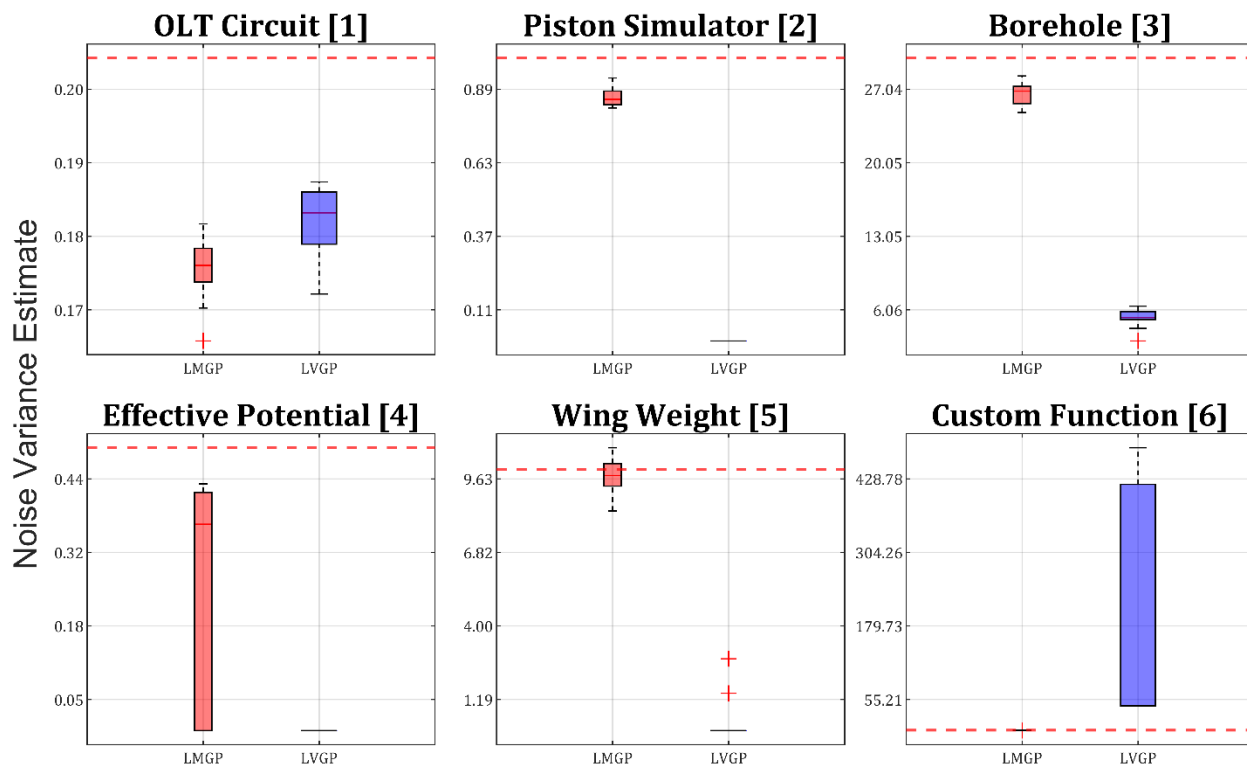 OLT Circuit [1]
Piston Simulator [2]
Borehole [3]
Noise Variance Estimate
0.20
0.19
0.18
0.17
LMGP
LVGP
0.89
0.63
0.37
0.11
LMGP
LVGP
27.04
20.05
13.05
6.06
LMGP
LVGP
Effective Potential [4]
Wing Weight [5]
Custom Function [6]
0.44
0.32
0.18
0.05
LMGP
LVGP
9.63
6.82
4.00
1.19
LMGP
LVGP
428.78
304.26
179.73
55.21
LMGP
LVGP